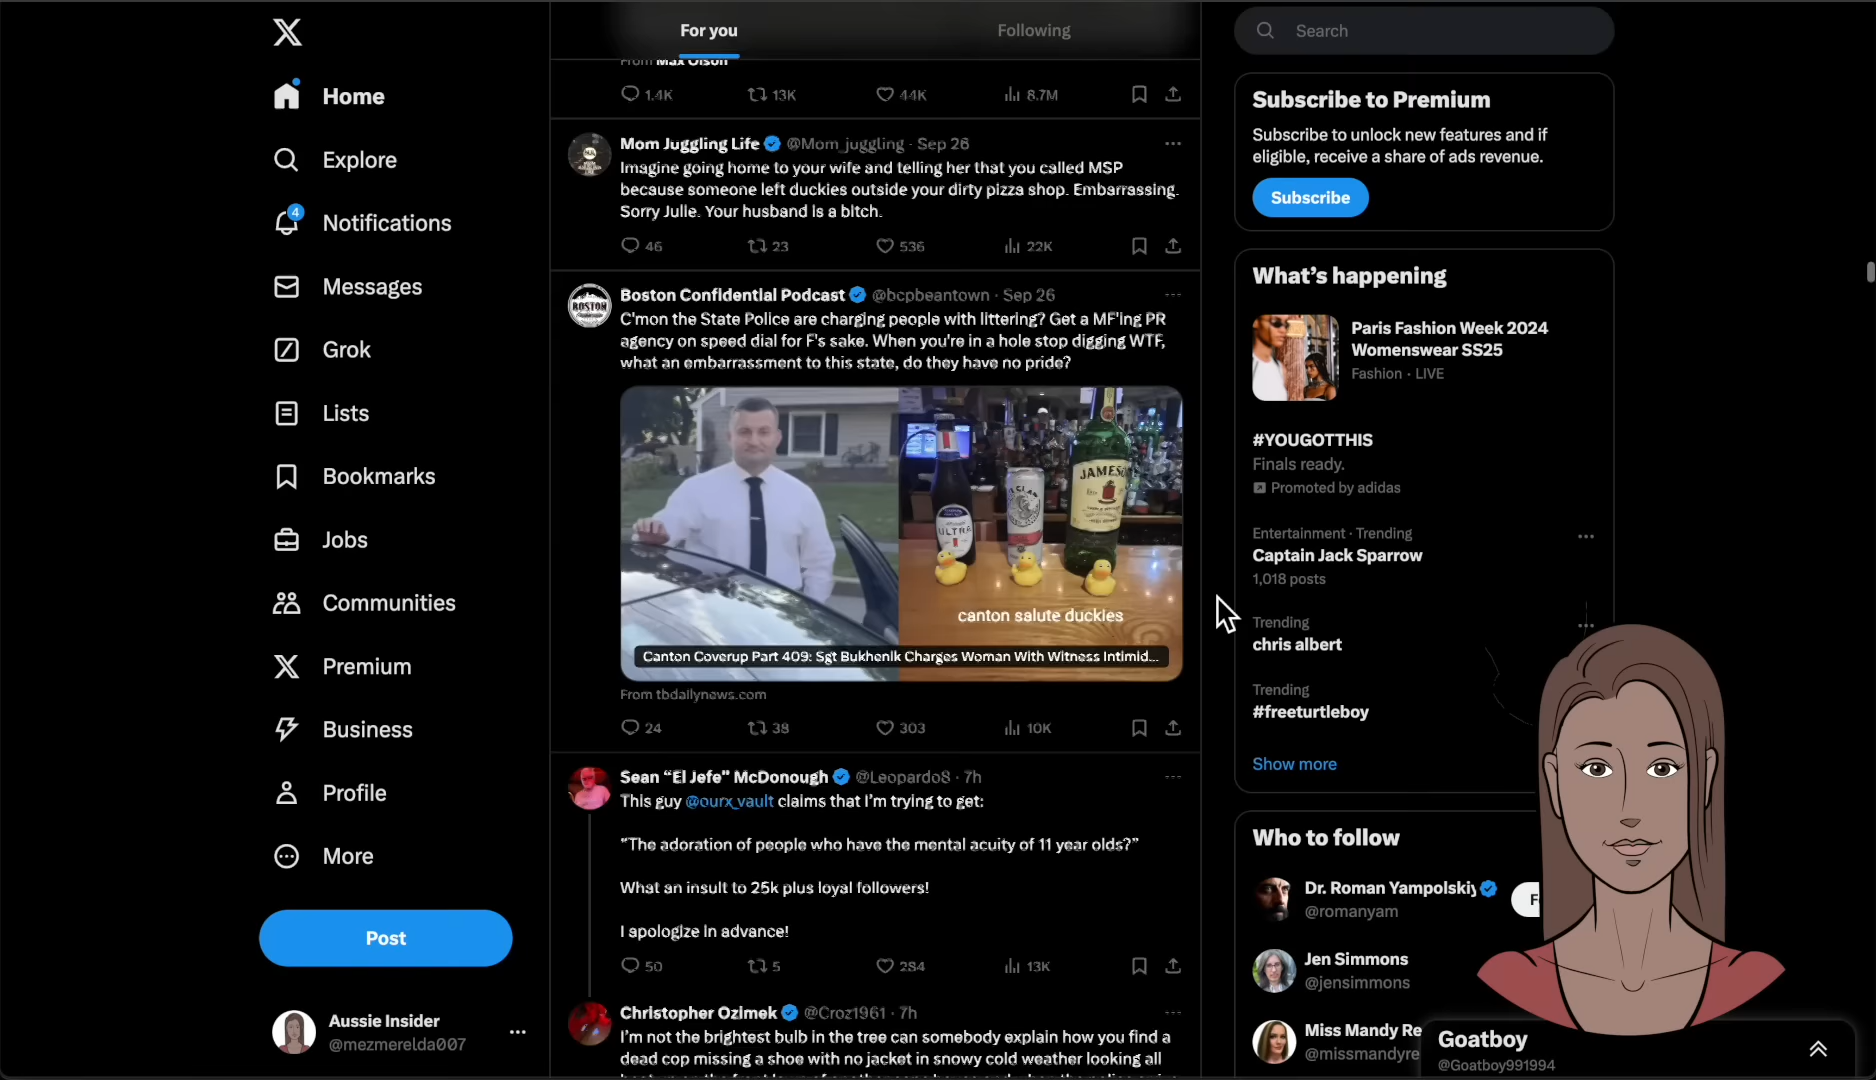 Home
Explore
4
Notifications
Messages
Grok
Lists
Bookmarks
Jobs
Communities
Premium
Business
Profile
More
Post
Aussie Insider
@mezmerelda007
For you
Following
From Max Olson
1.4K 13K 44K 8.7M
Mom Juggling Life @Mom_juggling · Sep 26
Imagine going home to your wife and telling her that you called MSP
because someone left duckies outside your dirty pizza shop. Embarrassing.
Sorry Julie. Your husband is a bitch.
46 23 536 22K
BOSTON
Boston Confidential Podcast @bcpbeantown · Sep 26
C'mon the State Police are charging people with littering? Get a MF'ing PR
agency on speed dial for F's sake. When you're in a hole stop digging WTF,
what an embarrassment to this state, do they have no pride?
ULTRA
JAMESON
canton salute duckies
Canton Coverup Part 409: Sgt Bukhenik Charges Woman With Witness Intimid...
From tbdailynews.com
24 38 303 10K
Sean “El Jefe” McDonough @Leopardo8 · 7h
This guy @ourx_vault claims that I’m trying to get:
“The adoration of people who have the mental acuity of 11 year olds?”
What an insult to 25k plus loyal followers!
I apologize in advance!
50 5 284 13K
Christopher Ozimek @Croz1961 · 7h
I’m not the brightest bulb in the tree can somebody explain how you find a
dead cop missing a shoe with no jacket in snowy cold weather looking all
Search
Subscribe to Premium
Subscribe to unlock new features and if
eligible, receive a share of ads revenue.
Subscribe
What’s happening
Paris Fashion Week 2024
Womenswear SS25
Fashion · LIVE
#YOUGOTTHIS
Finals ready.
Promoted by adidas
Entertainment · Trending
Captain Jack Sparrow
1,018 posts
Trending
chris albert
Trending
#freeturtleboy
Show more
Who to follow
Dr. Roman Yampolskiy
@romanyam
Jen Simmons
@jensimmons
Miss Mandy Re
@missmandyre
Goatboy
@Goatboy991994